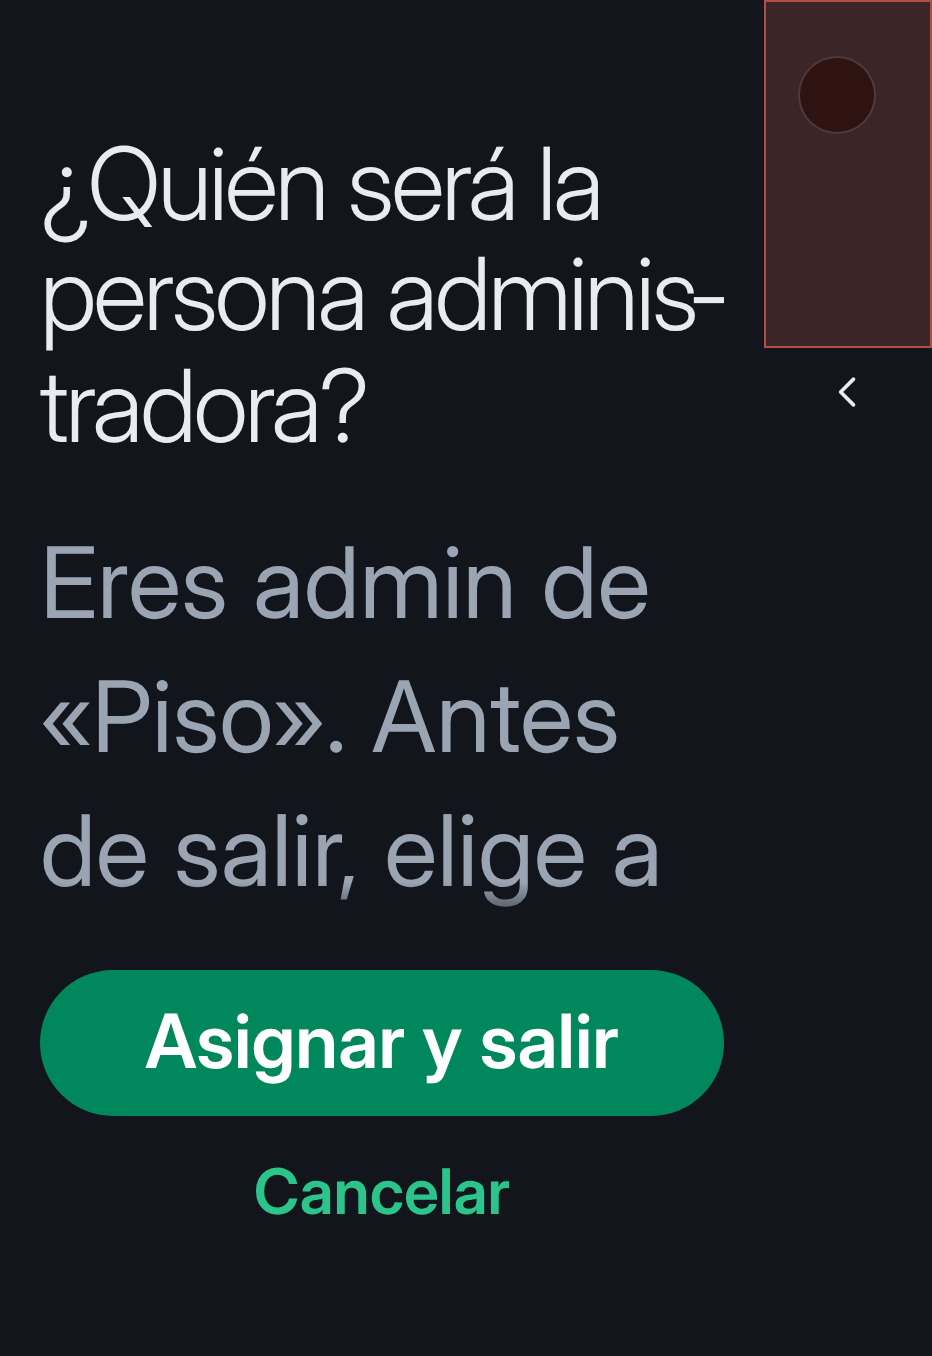 ¿Quién será la
persona adminis-
tradora?
Eres admin de
«Piso». Antes
de salir, elige a
Asignar y salir
Cancelar